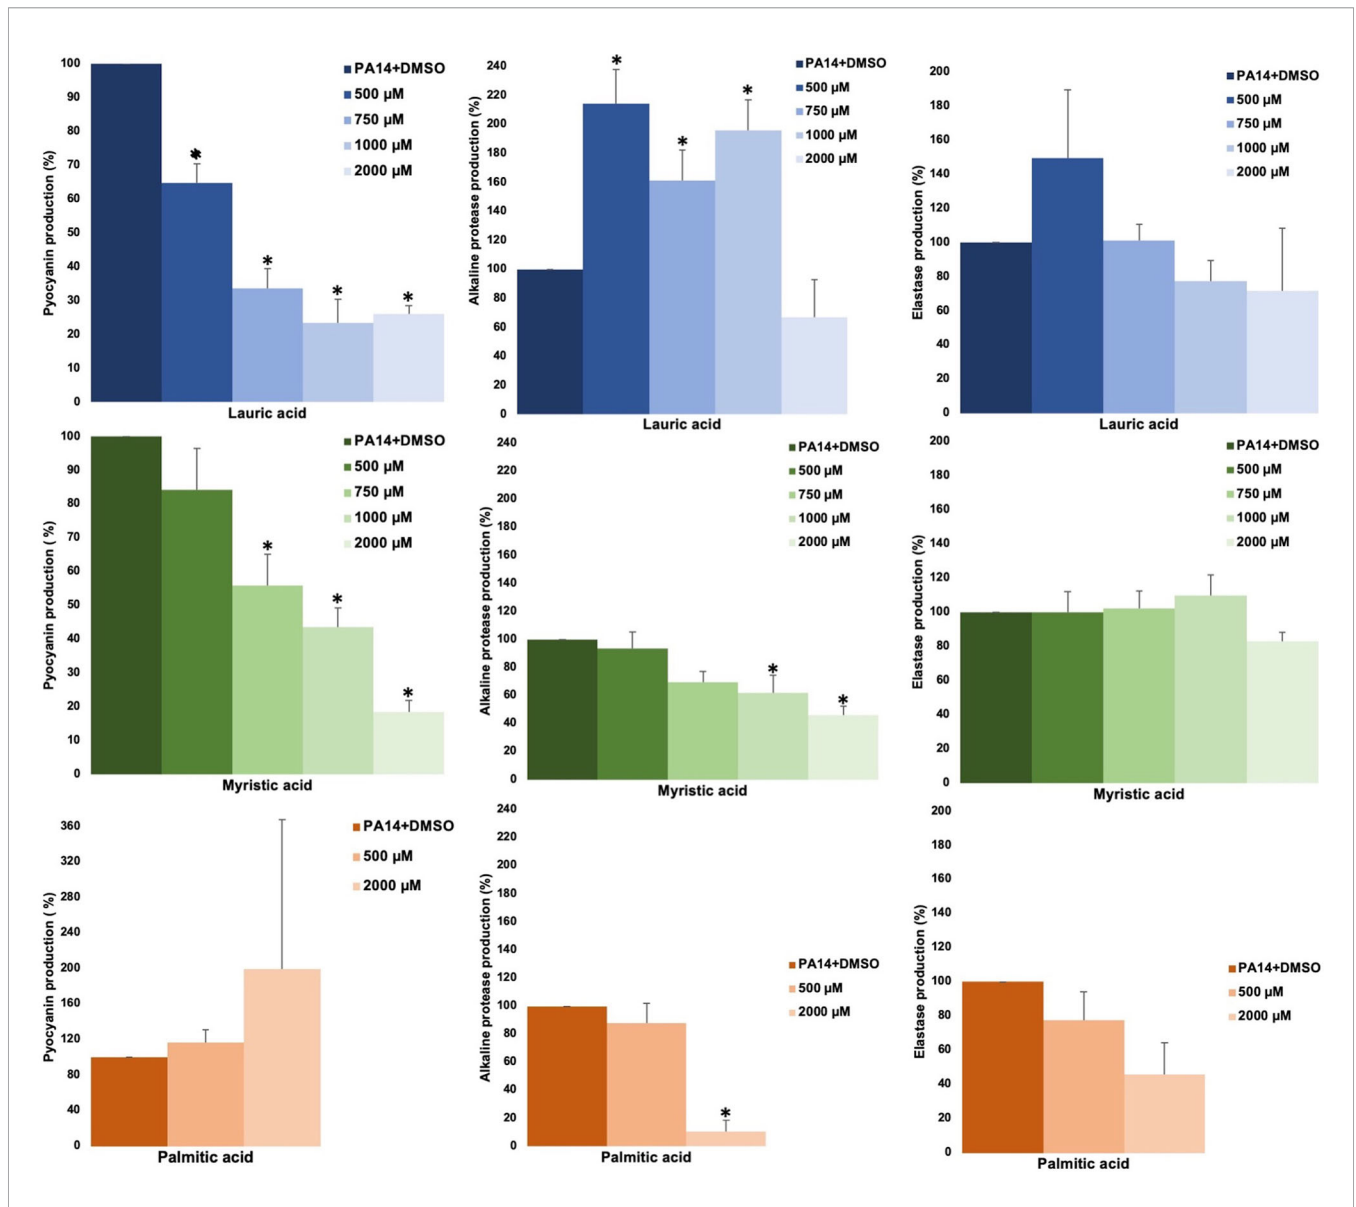 Pyocyanin production (%)
100
90
80
70
60
50
40
30
20
10
0
*
*
*
*
PA14+DMSO
500 µM
750 µM
1000 µM
2000 µM
Lauric acid
Alkaline protease production (%)
240
220
200
180
160
140
120
100
80
60
40
20
0
*
*
*
PA14+DMSO
500 µM
750 µM
1000 µM
2000 µM
Lauric acid
Elastase production (%)
200
180
160
140
120
100
80
60
40
20
0
PA14+DMSO
500 µM
750 µM
1000 µM
2000 µM
Lauric acid
Pyocyanin production ( %)
100
90
80
70
60
50
40
30
20
10
0
*
*
*
PA14+DMSO
500 µM
750 µM
1000 µM
2000 µM
Myristic acid
Alkaline protease production (%)
240
220
200
180
160
140
120
100
80
60
40
20
0
*
*
PA14+DMSO
500 µM
750 µM
1000 µM
2000 µM
Myristic acid
Elastase production (%)
200
180
160
140
120
100
80
60
40
20
0
PA14+DMSO
500 µM
750 µM
1000 µM
2000 µM
Myristic acid
Pyocyanin production ( %)
360
320
280
240
200
160
120
80
40
0
PA14+DMSO
500 µM
2000 µM
Palmitic acid
Alkaline protease production (%)
240
220
200
180
160
140
120
100
80
60
40
20
0
*
PA14+DMSO
500 µM
2000 µM
Palmitic acid
Elastase production (%)
200
180
160
140
120
100
80
60
40
20
0
PA14+DMSO
500 µM
2000 µM
Palmitic acid